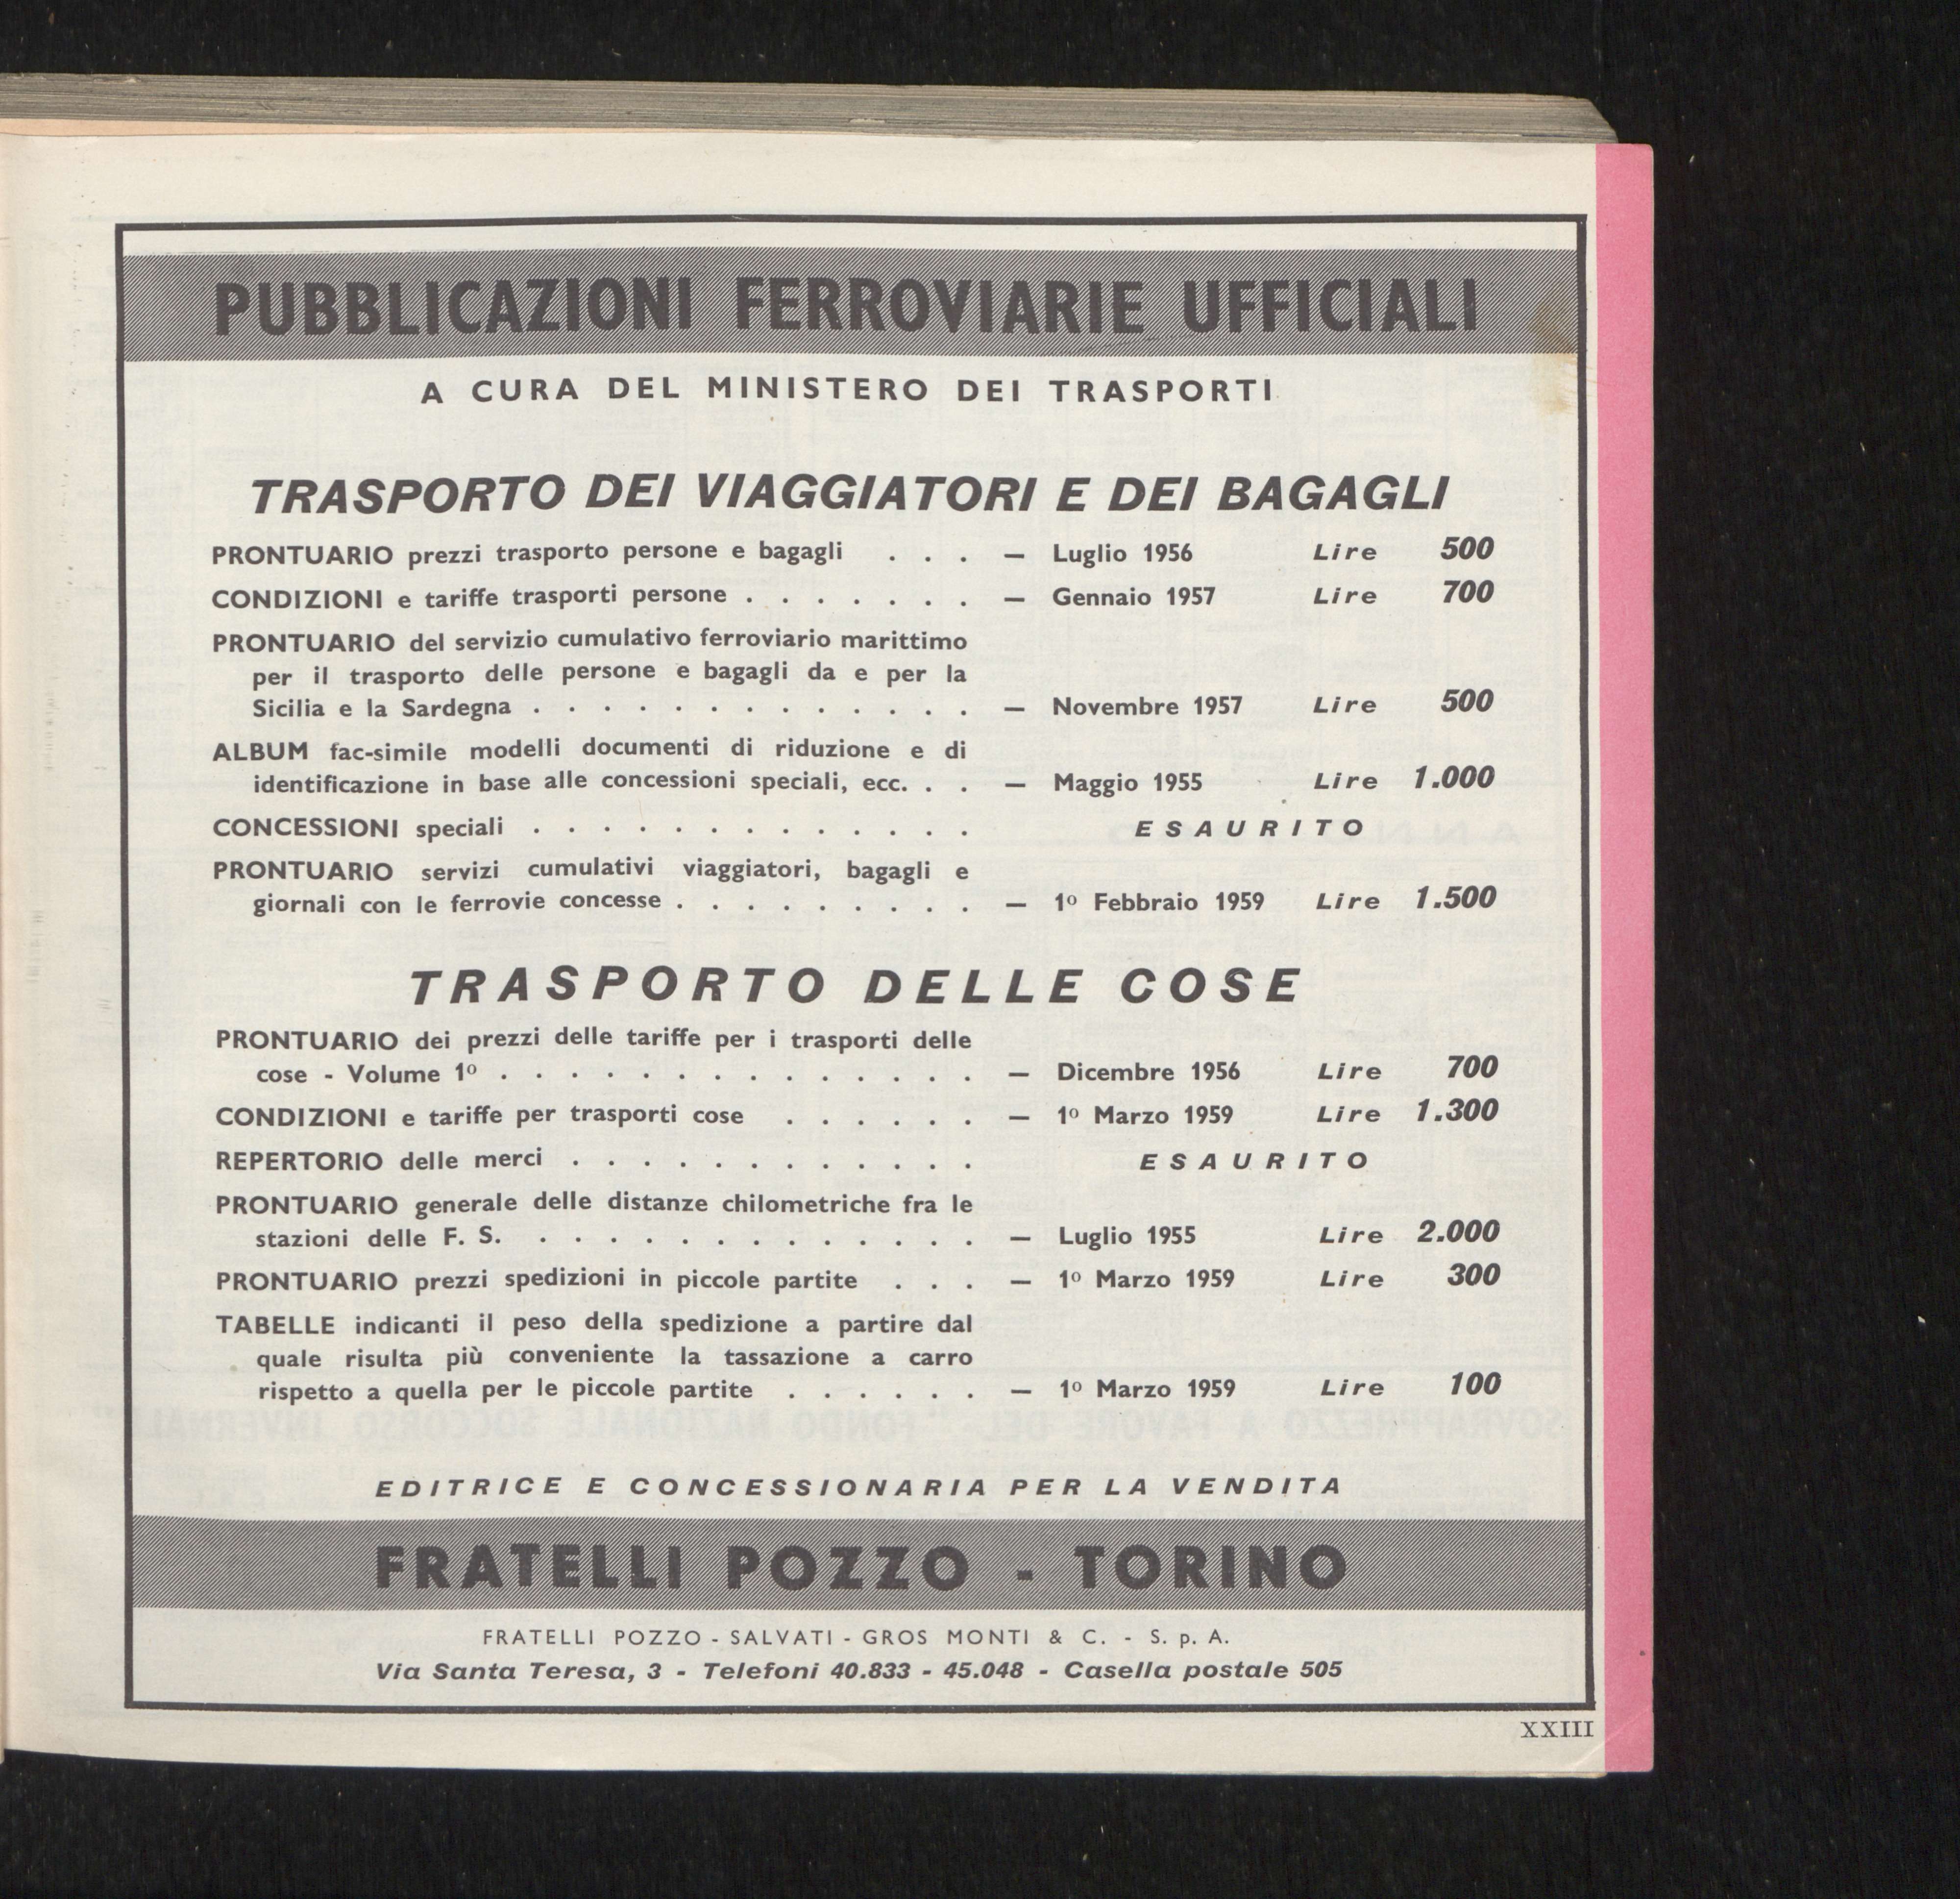 PUBBLICAZIONI FERROVIARIE UFFICIALI
A CURA DEL MINISTERO DEI TRASPORTI
TRASPORTO DEI VIAGGIATORI E DEI BAGAGLI
PRONTUARIO prezzi trasporto persone e bagagli . . . — Luglio 1956 Lire 500
CONDIZIONI e tariffe trasporti persone . . . . . . . — Gennaio 1957 Lire 700
PRONTUARIO del servizio cumulativo ferroviario marittimo
per il trasporto delle persone e bagagli da e per la
Sicilia e la Sardegna . . . . . . . . . . . . . — Novembre 1957 Lire 500
ALBUM fac-simile modelli documenti di riduzione e di
identificazione in base alle concessioni speciali, ecc. . . — Maggio 1955 Lire 1.000
CONCESSIONI speciali . . . . . . . . . . . . . ESAURITO
PRONTUARIO servizi cumulativi viaggiatori, bagagli e
giornali con le ferrovie concesse . . . . . . . . . — 1º Febbraio 1959 Lire 1.500
TRASPORTO DELLE COSE
PRONTUARIO dei prezzi delle tariffe per i trasporti delle
cose - Volume 1º . . . . . . . . . . . . . . — Dicembre 1956 Lire 700
CONDIZIONI e tariffe per trasporti cose . . . . . . — 1º Marzo 1959 Lire 1.300
REPERTORIO delle merci . . . . . . . . . . . . ESAURITO
PRONTUARIO generale delle distanze chilometriche fra le
stazioni delle F. S. . . . . . . . . . . . . . — Luglio 1955 Lire 2.000
PRONTUARIO prezzi spedizioni in piccole partite . . . — 1º Marzo 1959 Lire 300
TABELLE indicanti il peso della spedizione a partire dal
quale risulta più conveniente la tassazione a carro
rispetto a quella per le piccole partite . . . . . . — 1º Marzo 1959 Lire 100
EDITRICE E CONCESSIONARIA PER LA VENDITA
FRATELLI POZZO - TORINO
FRATELLI POZZO - SALVATI - GROS MONTI & C. - S. p. A.
Via Santa Teresa, 3 - Telefoni 40.833 - 45.048 - Casella postale 505
XXIII